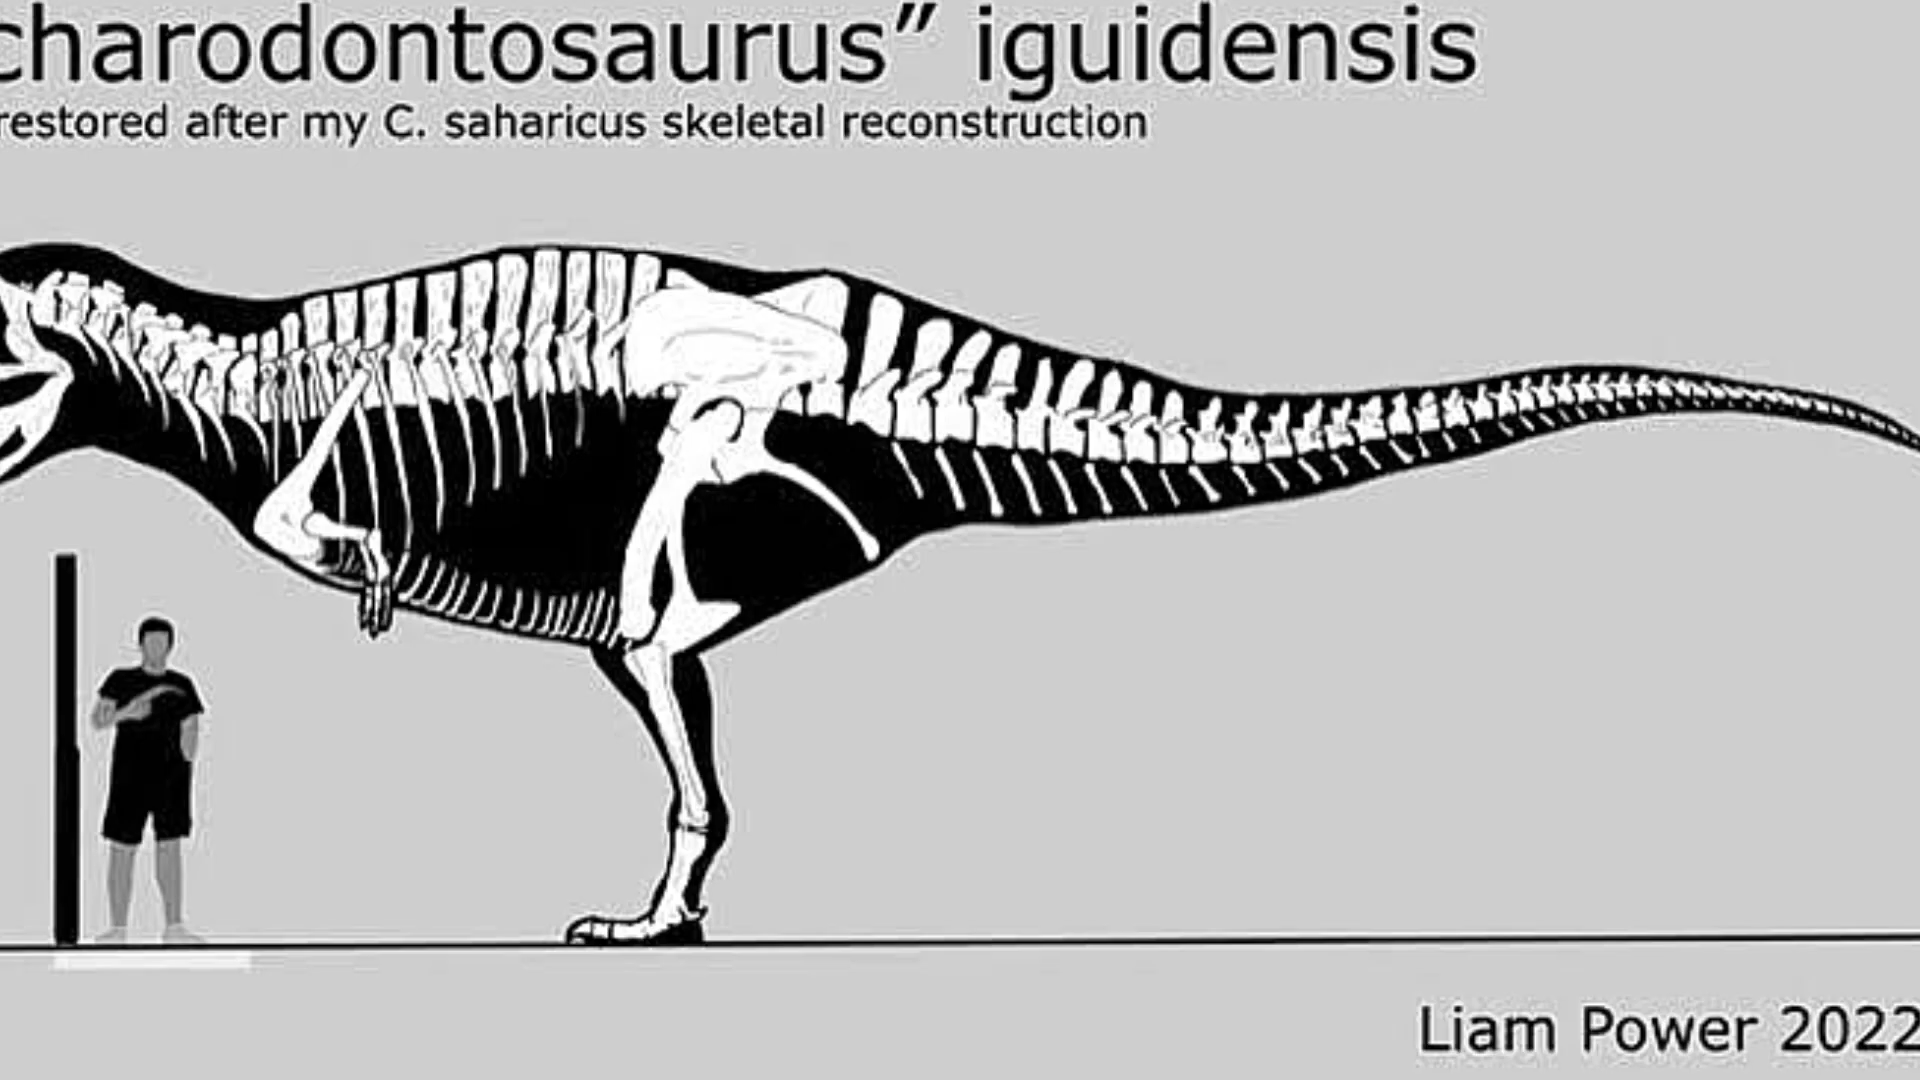 charodontosaurus” iguidensis
restored after my C. saharicus skeletal reconstruction
Liam Power 2022